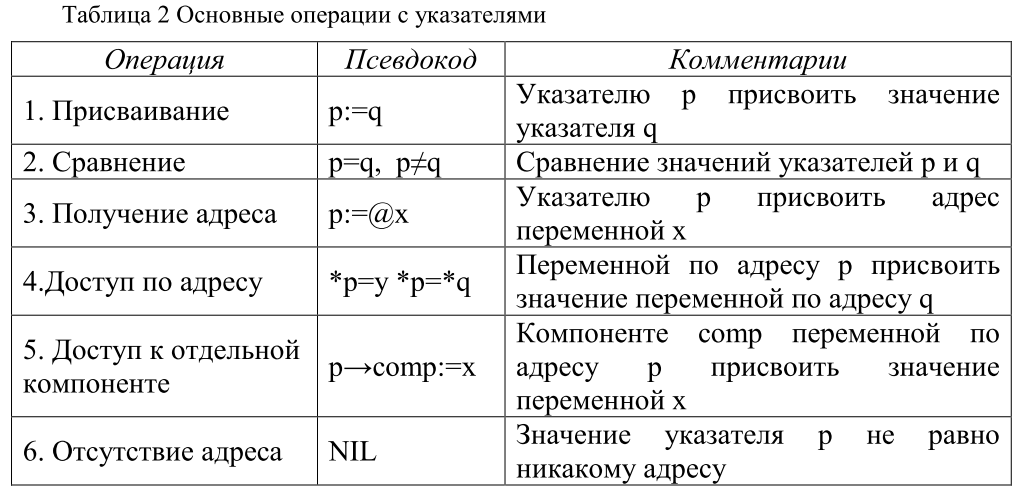 Таблица 2 Основные операции с указателями
Операция Псевдокод Комментарии
1. Присваивание p:=q Указателю p присвоить значение
указателя q
2. Сравнение p=q, p≠q Сравнение значений указателей p и q
3. Получение адреса p:=@x Указателю p присвоить адрес
переменной x
4.Доступ по адресу *p=y *p=*q Переменной по адресу p присвоить
значение переменной по адресу q
5. Доступ к отдельной
компоненте p→comp:=x Компоненте comp переменной по
адресу p присвоить значение
переменной x
6. Отсутствие адреса NIL Значение указателя p не равно
никакому адресу